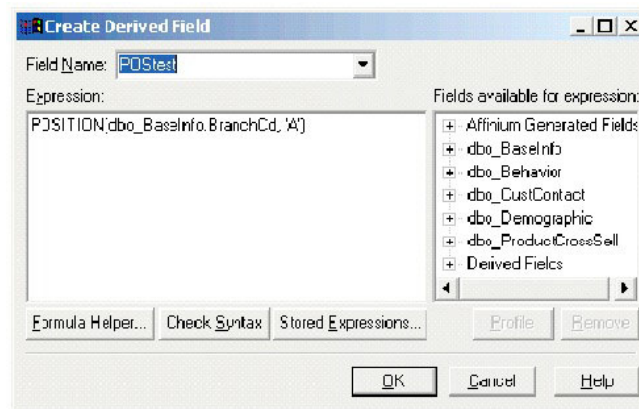 Create Derived Field
Field Name: POStest
Expression:
POSITION(dbo_BaseInfo.BranchCd, 'A')
Fields available for expression:
Affinium Generated Fields
dbo_BaseInfo
dbo_Behavior
dbo_CustContact
dbo_Demographic
dbo_ProductCrossSell
Derived Fields
Formula Helper... Check Syntax Stored Expressions... Profile Remove
OK Cancel Help